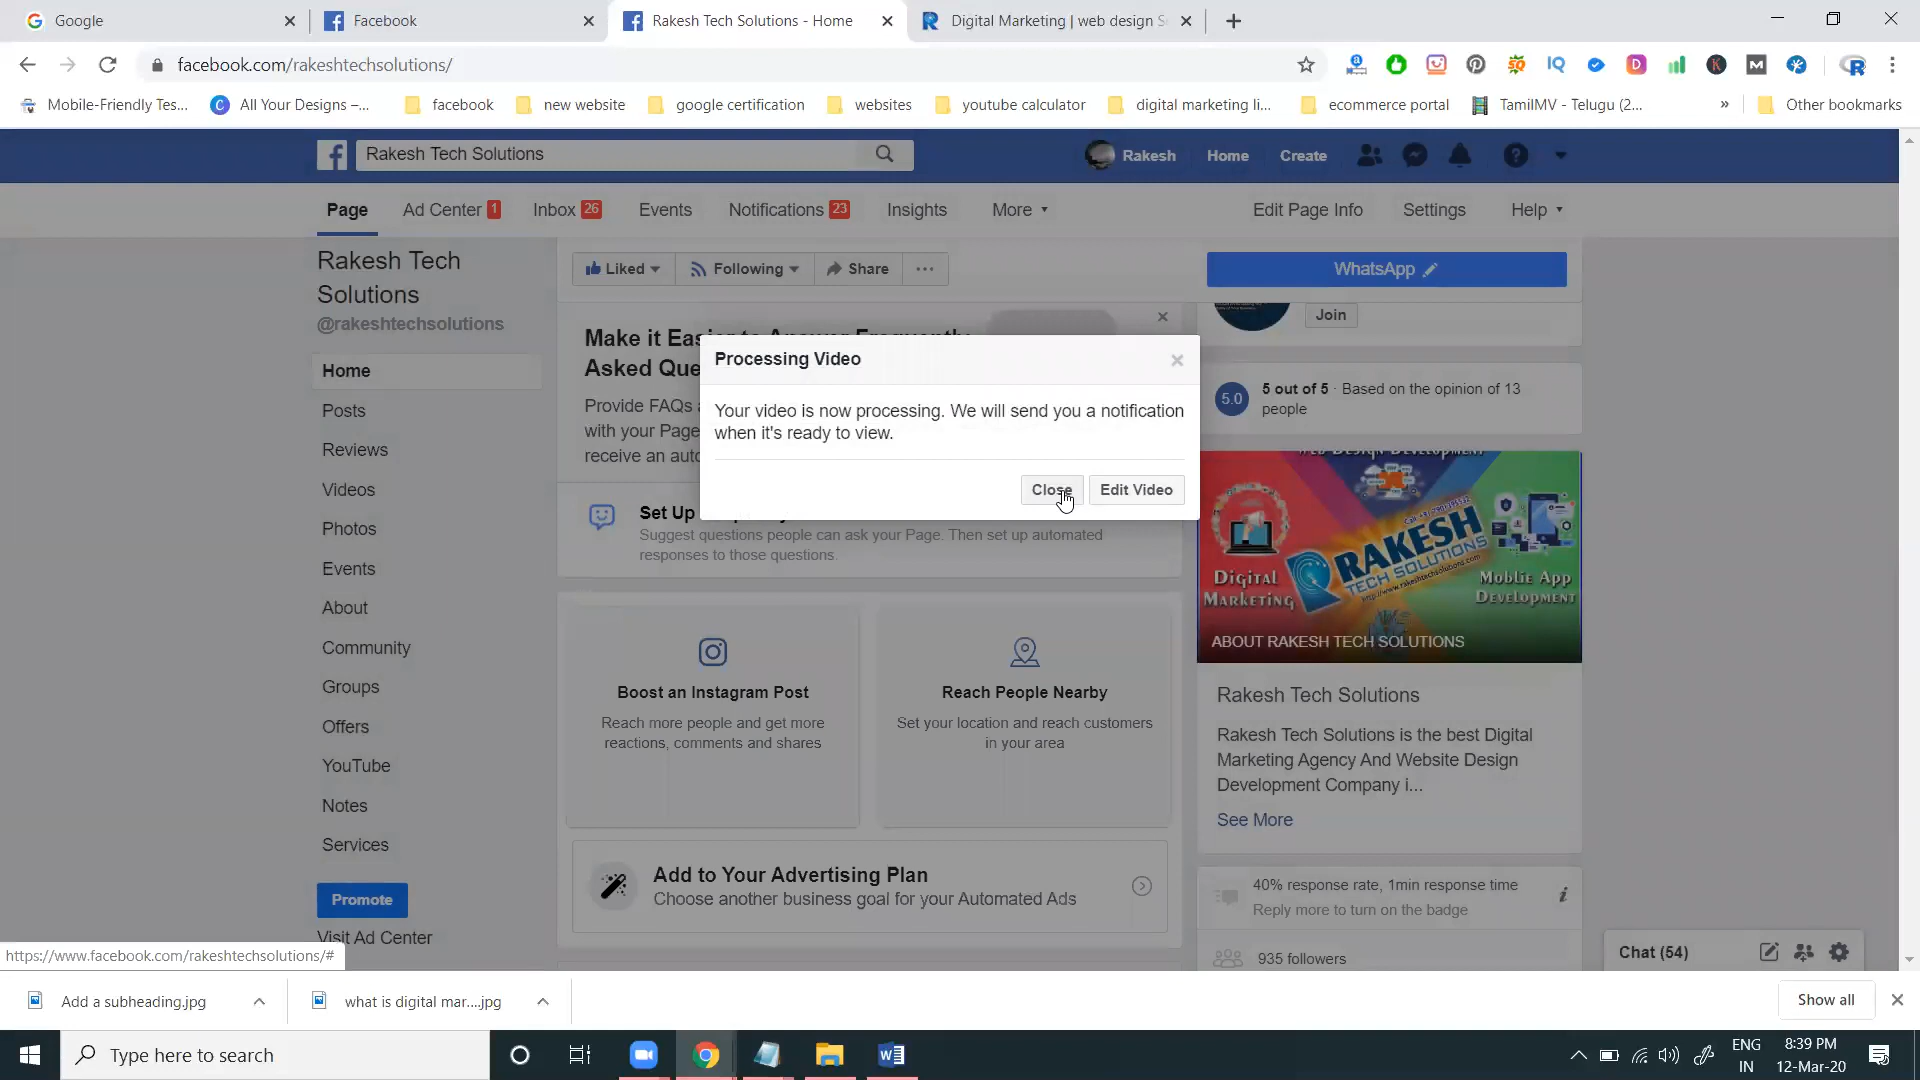 Google
Facebook
Rakesh Tech Solutions - Home
Digital Marketing | web design S
facebook.com/rakeshtechsolutions/
Mobile-Friendly Tes...
All Your Designs –...
facebook
new website
google certification
websites
youtube calculator
digital marketing li...
ecommerce portal
TamilMV - Telugu (2...
»
Other bookmarks
Rakesh Tech Solutions
Rakesh
Home
Create
Page
Ad Center 1
Inbox 26
Events
Notifications 23
Insights
More
Edit Page Info
Settings
Help
Rakesh Tech
Solutions
@rakeshtechsolutions
Home
Posts
Reviews
Videos
Photos
Events
About
Community
Groups
Offers
YouTube
Notes
Services
Promote
Visit Ad Center
Liked
Following
Share
WhatsApp
Asked Que
Provide FAQs
with your Page
receive an auto
Processing Video
Your video is now processing. We will send you a notification
when it's ready to view.
Close
Edit Video
Set Up
Suggest questions people can ask your Page. Then set up automated
responses to those questions.
Boost an Instagram Post
Reach more people and get more
reactions, comments and shares
Reach People Nearby
Set your location and reach customers
in your area
Add to Your Advertising Plan
Choose another business goal for your Automated Ads
Join
5.0
5 out of 5 · Based on the opinion of 13
people
Digital
Marketing
RAKESH
TECH SOLUTIONS
Moblie App
Development
ABOUT RAKESH TECH SOLUTIONS
Rakesh Tech Solutions
Rakesh Tech Solutions is the best Digital
Marketing Agency And Website Design
Development Company i...
See More
40% response rate, 1min response time
Reply more to turn on the badge
935 followers
Chat (54)
https://www.facebook.com/rakeshtechsolutions/#
Add a subheading.jpg
what is digital mar....jpg
Show all
Type here to search
ENG
IN
8:39 PM
12-Mar-20